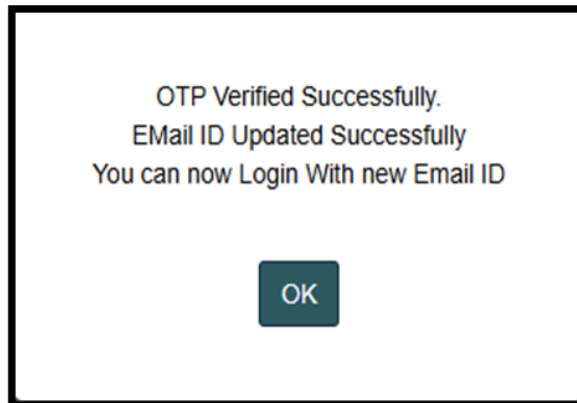 OTP Verified Successfully.
EMail ID Updated Successfully
You can now Login With new Email ID
OK